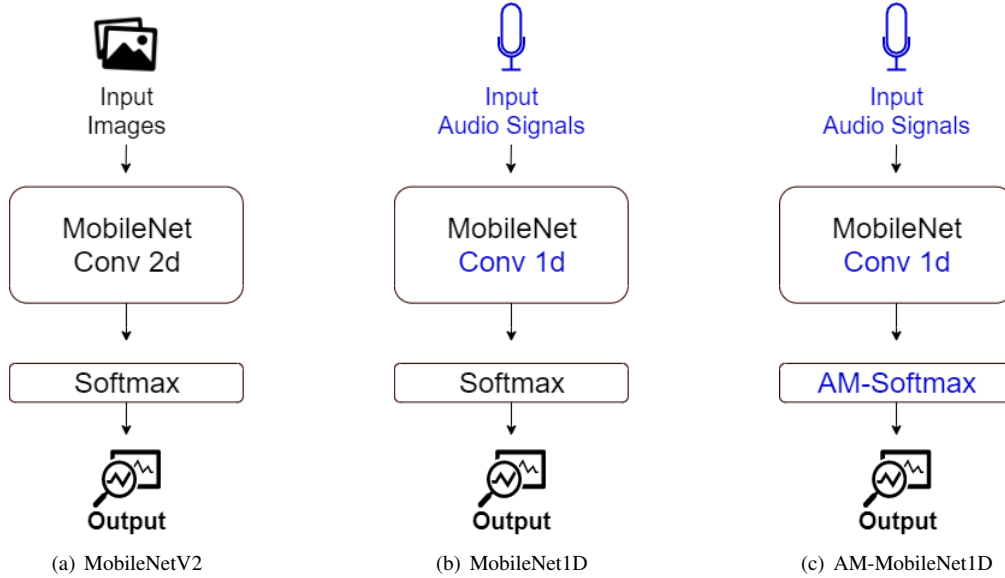 Input
Images
MobileNet
Conv 2d
Softmax
Output
(a) MobileNetV2
Input
Audio Signals
MobileNet
Conv 1d
Softmax
Output
(b) MobileNet1D
Input
Audio Signals
MobileNet
Conv 1d
AM-Softmax
Output
(c) AM-MobileNet1D